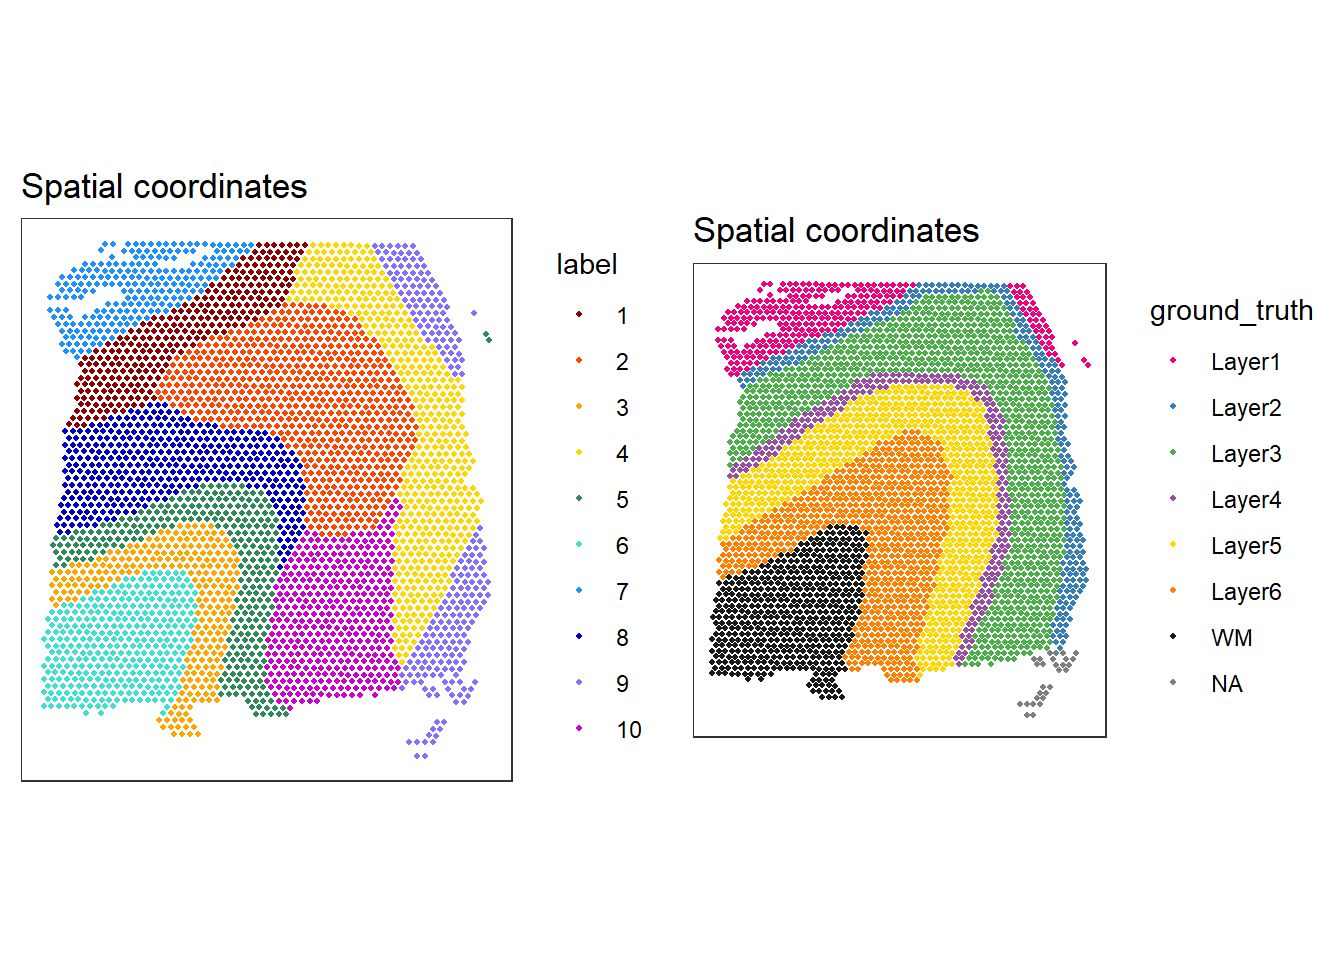 Spatial coordinates
label
1
2
3
4
5
6
7
8
9
10
Spatial coordinates
ground_truth
Layer1
Layer2
Layer3
Layer4
Layer5
Layer6
WM
NA